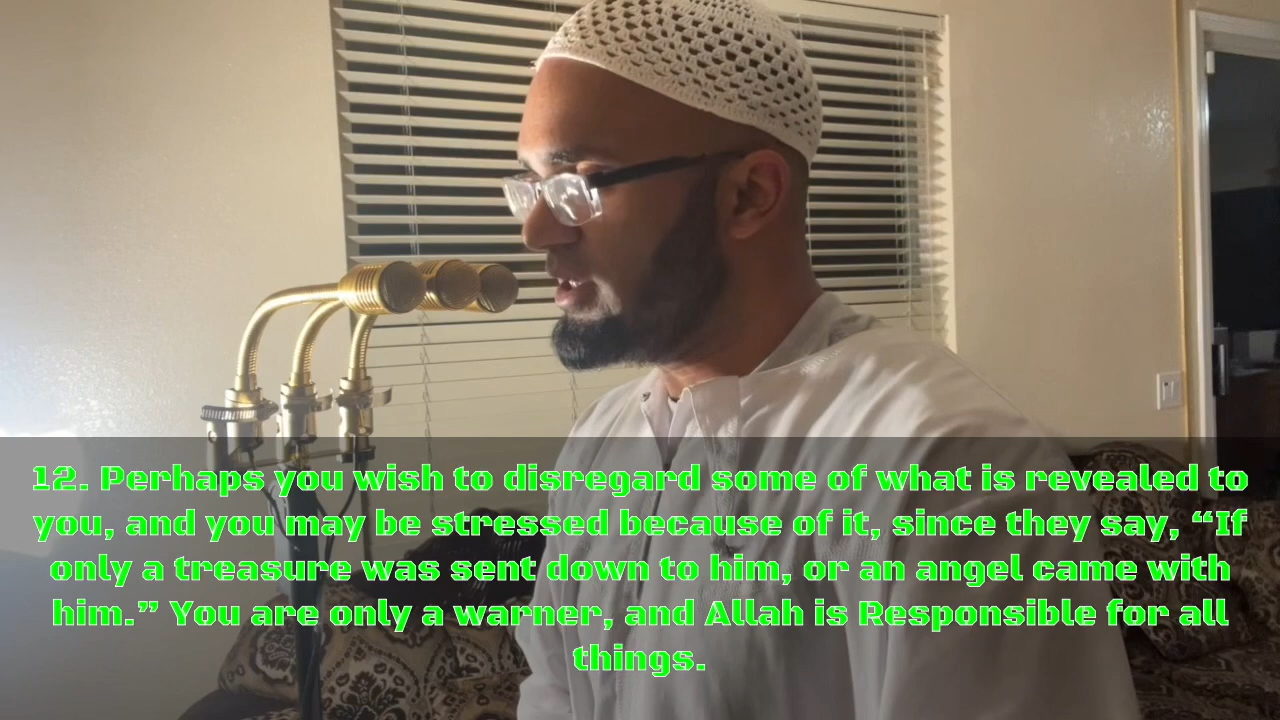 12. Perhaps you wish to disregard some of what is revealed to
you, and you may be stressed because of it, since they say, “If
only a treasure was sent down to him, or an angel came with
him.” You are only a warner, and Allah is Responsible for all
things.